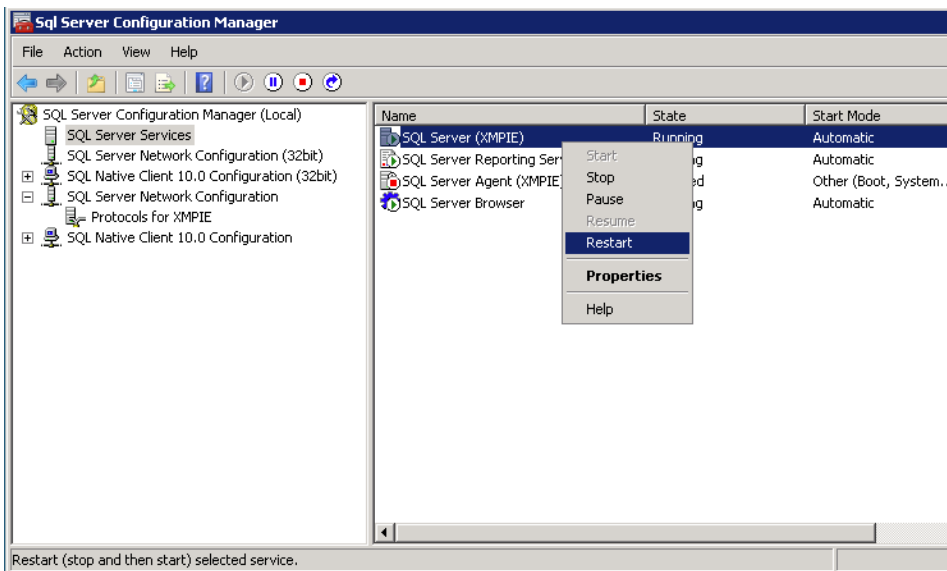 Sql Server Configuration Manager
File Action View Help
SQL Server Configuration Manager (Local)
SQL Server Services
SQL Server Network Configuration (32bit)
SQL Native Client 10.0 Configuration (32bit)
SQL Server Network Configuration
Protocols for XMPIE
SQL Native Client 10.0 Configuration
Name State Start Mode
SQL Server (XMPIE) Running Automatic
SQL Server Reporting Ser ng Automatic
SQL Server Agent (XMPIE) ed Other (Boot, System..
SQL Server Browser ng Automatic
Start
Stop
Pause
Resume
Restart
Properties
Help
Restart (stop and then start) selected service.